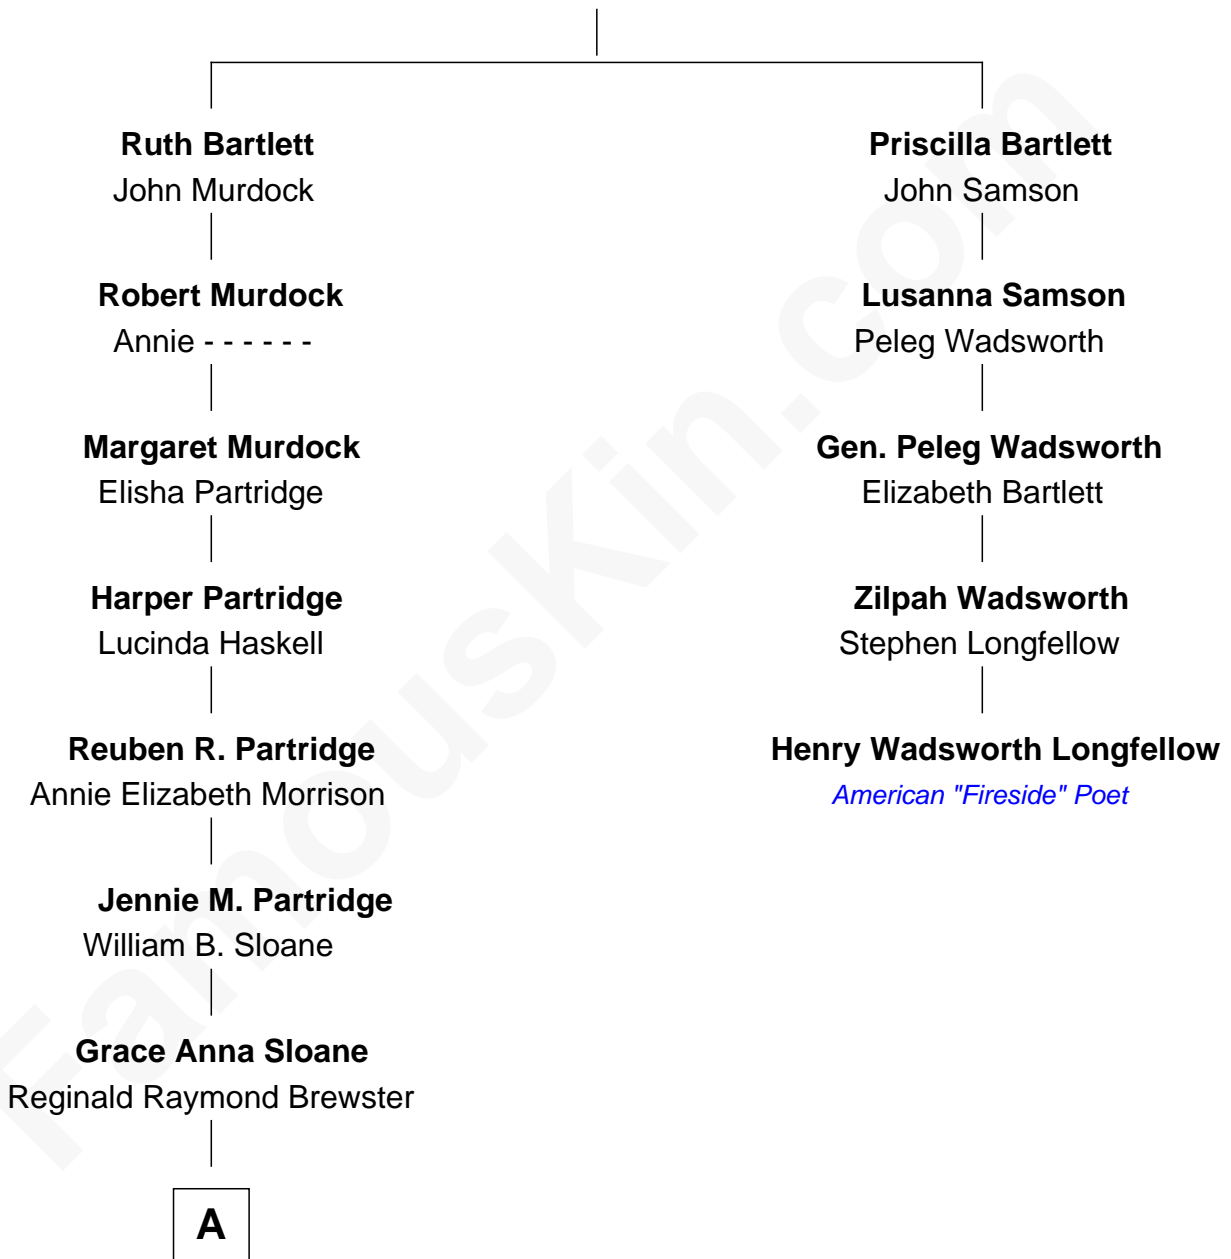 Ruth Bartlett
John Murdock
Robert Murdock
Annie - - - - - -
Margaret Murdock
Elisha Partridge
Harper Partridge
Lucinda Haskell
Reuben R. Partridge
Annie Elizabeth Morrison
Jennie M. Partridge
William B. Sloane
Grace Anna Sloane
Reginald Raymond Brewster
A
Priscilla Bartlett
John Samson
Lusanna Samson
Peleg Wadsworth
Gen. Peleg Wadsworth
Elizabeth Bartlett
Zilpah Wadsworth
Stephen Longfellow
Henry Wadsworth Longfellow
American "Fireside" Poet
FamousKin.com